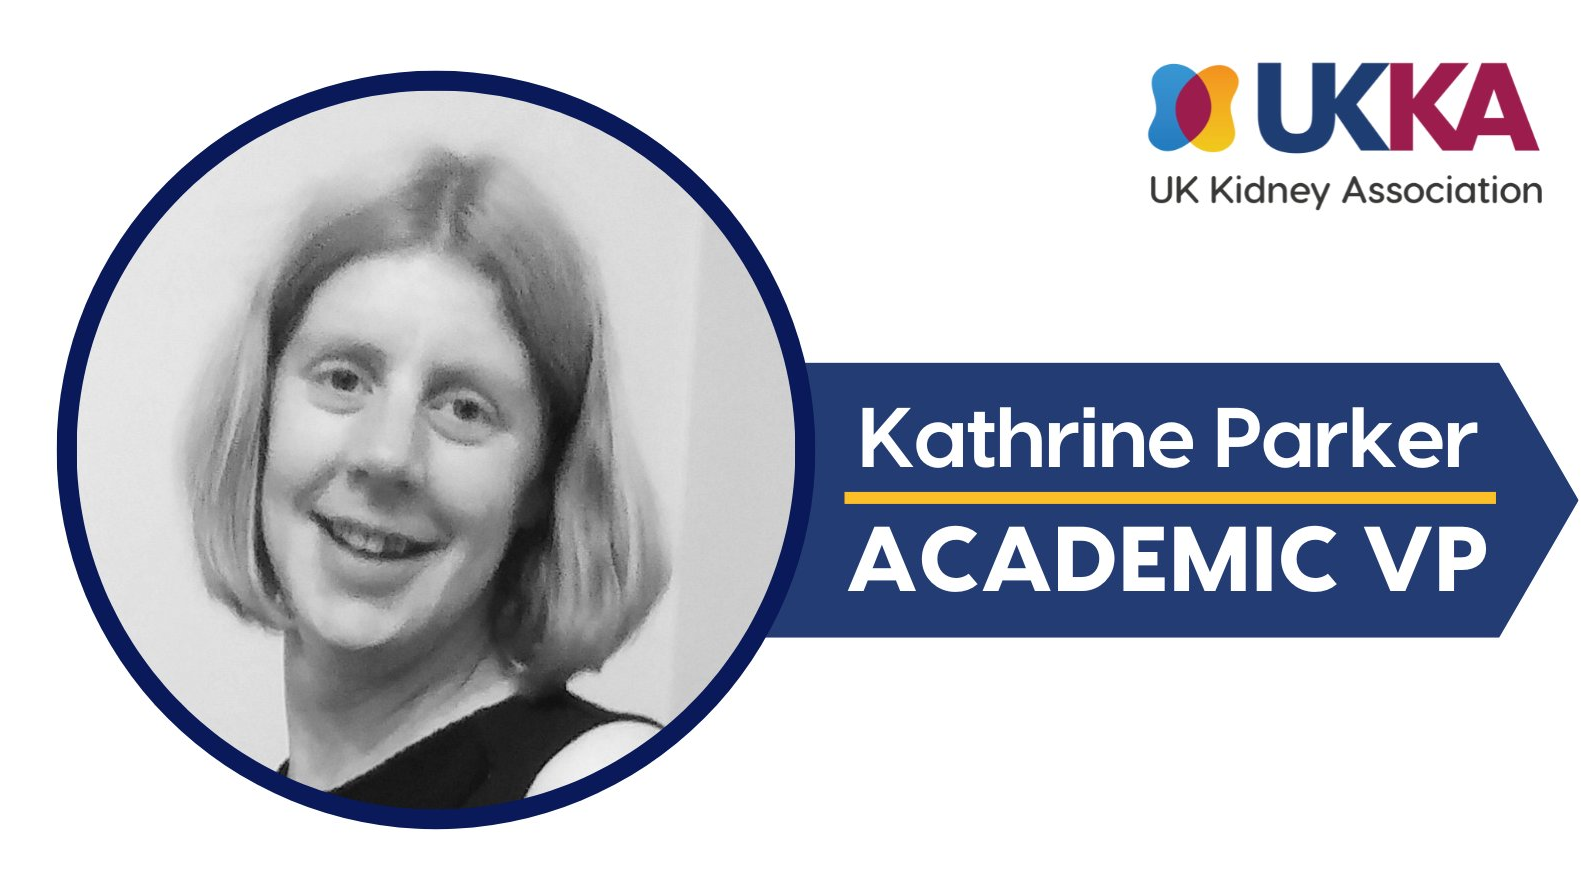 UKKA
UK Kidney Association
Kathrine Parker
ACADEMIC VP